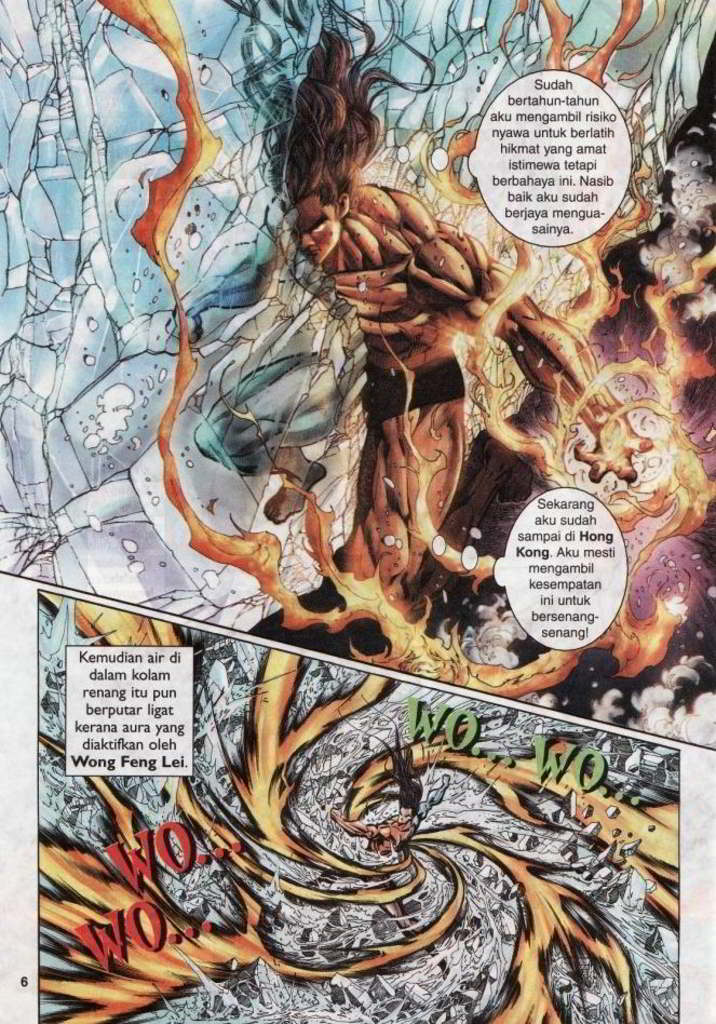 Sudah
bertahun-tahun
aku mengambil risiko
nyawa untuk berlatih
hikmat yang amat
istimewa tetapi
berbahaya ini. Nasib
baik aku sudah
berjaya mengua-
sainya.
Sekarang
aku sudah
sampai di Hong
Kong. Aku mesti
mengambil
kesempatan
ini untuk
bersenang-
senang!
Kemudian air di
dalam kolam
renang itu pun
berputar ligat
kerana aura yang
diaktifkan oleh
Wong Feng Lei.
WO... WO...
WO...
WO...
6